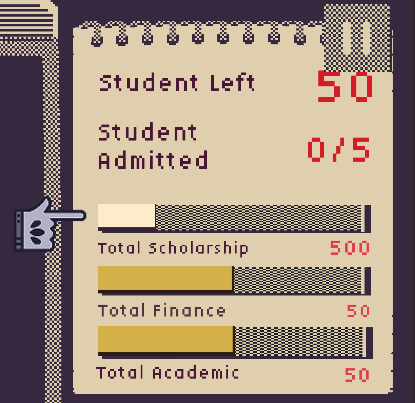 Student Left 50
Student
Admitted 0/5
Total Scholarship 500
Total Finance 50
Total Academic 50